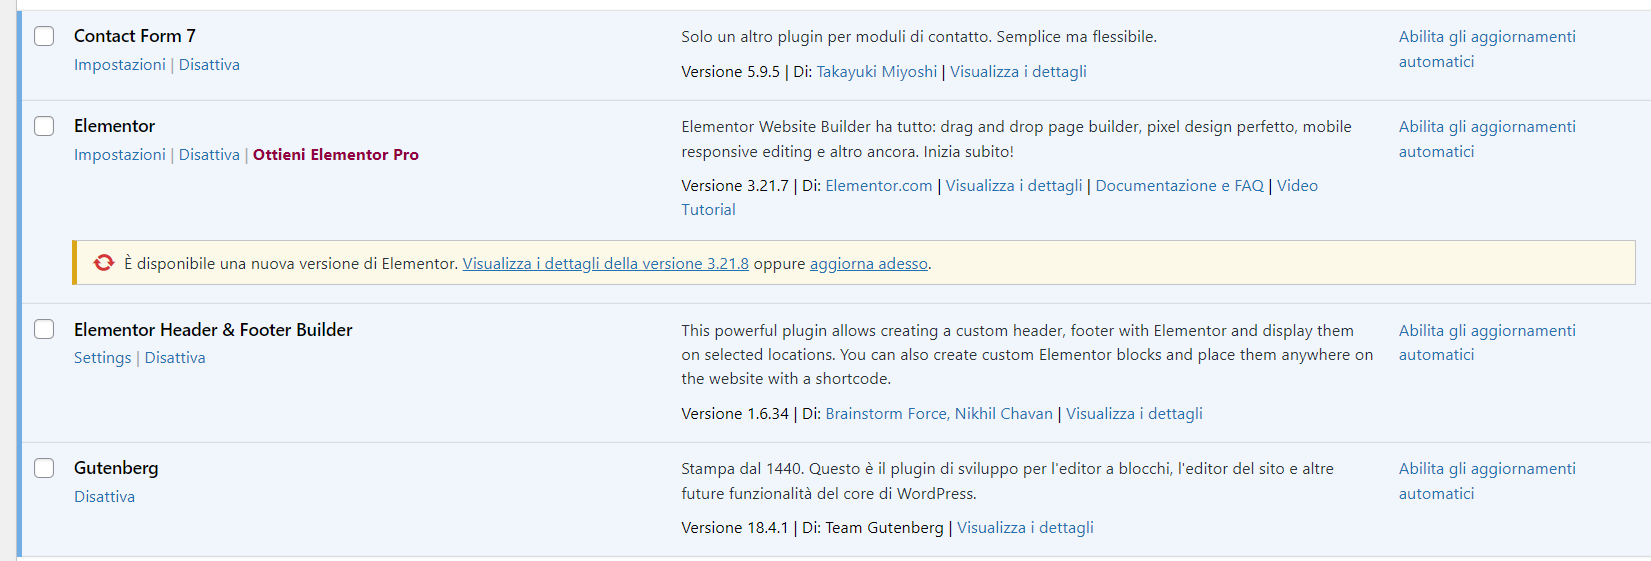 Contact Form 7
Impostazioni | Disattiva
Solo un altro plugin per moduli di contatto. Semplice ma flessibile.
Versione 5.9.5 | Di: Takayuki Miyoshi | Visualizza i dettagli
Abilita gli aggiornamenti
automatici
Elementor
Impostazioni | Disattiva | Ottieni Elementor Pro
Elementor Website Builder ha tutto: drag and drop page builder, pixel design perfetto, mobile
responsive editing e altro ancora. Inizia subito!
Versione 3.21.7 | Di: Elementor.com | Visualizza i dettagli | Documentazione e FAQ | Video
Tutorial
Abilita gli aggiornamenti
automatici
È disponibile una nuova versione di Elementor. Visualizza i dettagli della versione 3.21.8 oppure aggiorna adesso.
Elementor Header & Footer Builder
Settings | Disattiva
This powerful plugin allows creating a custom header, footer with Elementor and display them
on selected locations. You can also create custom Elementor blocks and place them anywhere on
the website with a shortcode.
Versione 1.6.34 | Di: Brainstorm Force, Nikhil Chavan | Visualizza i dettagli
Abilita gli aggiornamenti
automatici
Gutenberg
Disattiva
Stampa dal 1440. Questo è il plugin di sviluppo per l'editor a blocchi, l'editor del sito e altre
future funzionalità del core di WordPress.
Versione 18.4.1 | Di: Team Gutenberg | Visualizza i dettagli
Abilita gli aggiornamenti
automatici